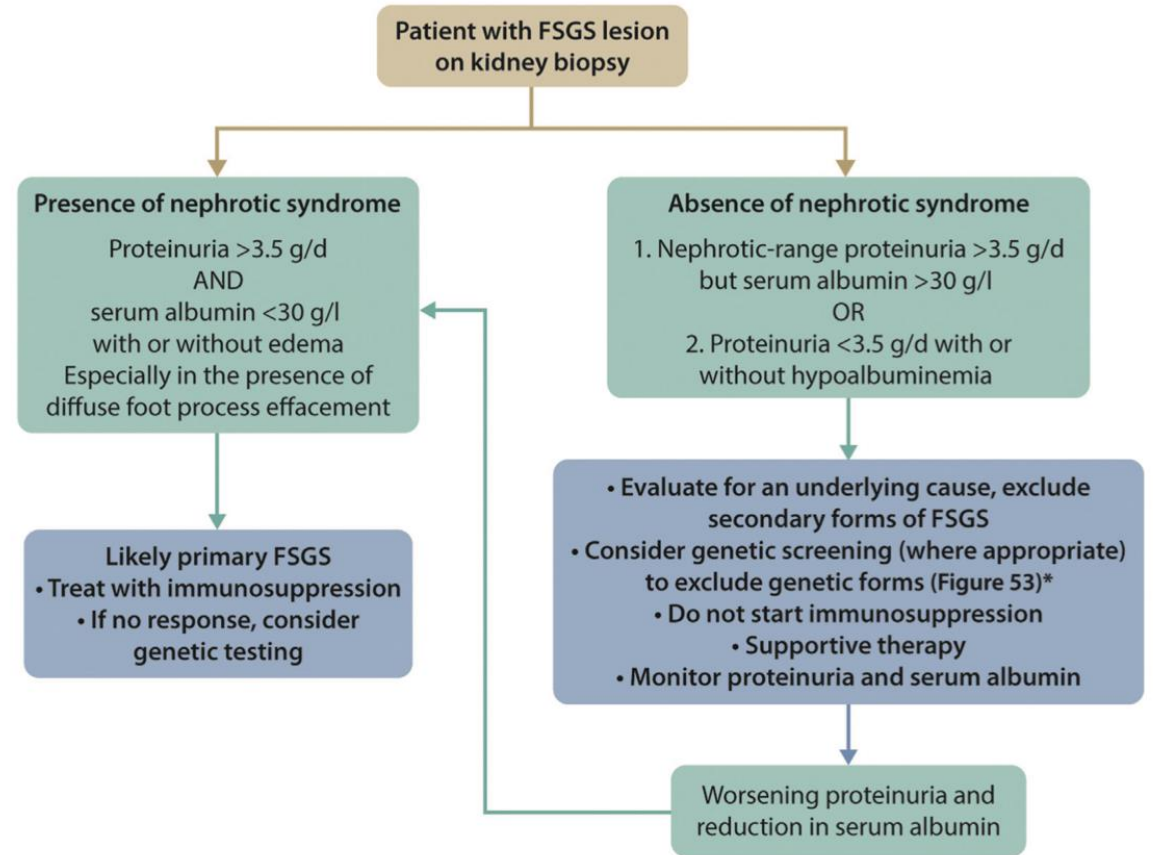 Patient with FSGS lesion
on kidney biopsy
Presence of nephrotic syndrome
Proteinuria >3.5 g/d
AND
serum albumin <30 g/l
with or without edema
Especially in the presence of
diffuse foot process effacement
Likely primary FSGS
• Treat with immunosuppression
• If no response, consider
genetic testing
Absence of nephrotic syndrome
1. Nephrotic-range proteinuria >3.5 g/d
but serum albumin >30 g/l
OR
2. Proteinuria <3.5 g/d with or
without hypoalbuminemia
• Evaluate for an underlying cause, exclude
secondary forms of FSGS
• Consider genetic screening (where appropriate)
to exclude genetic forms (Figure 53)*
• Do not start immunosuppression
• Supportive therapy
• Monitor proteinuria and serum albumin
Worsening proteinuria and
reduction in serum albumin